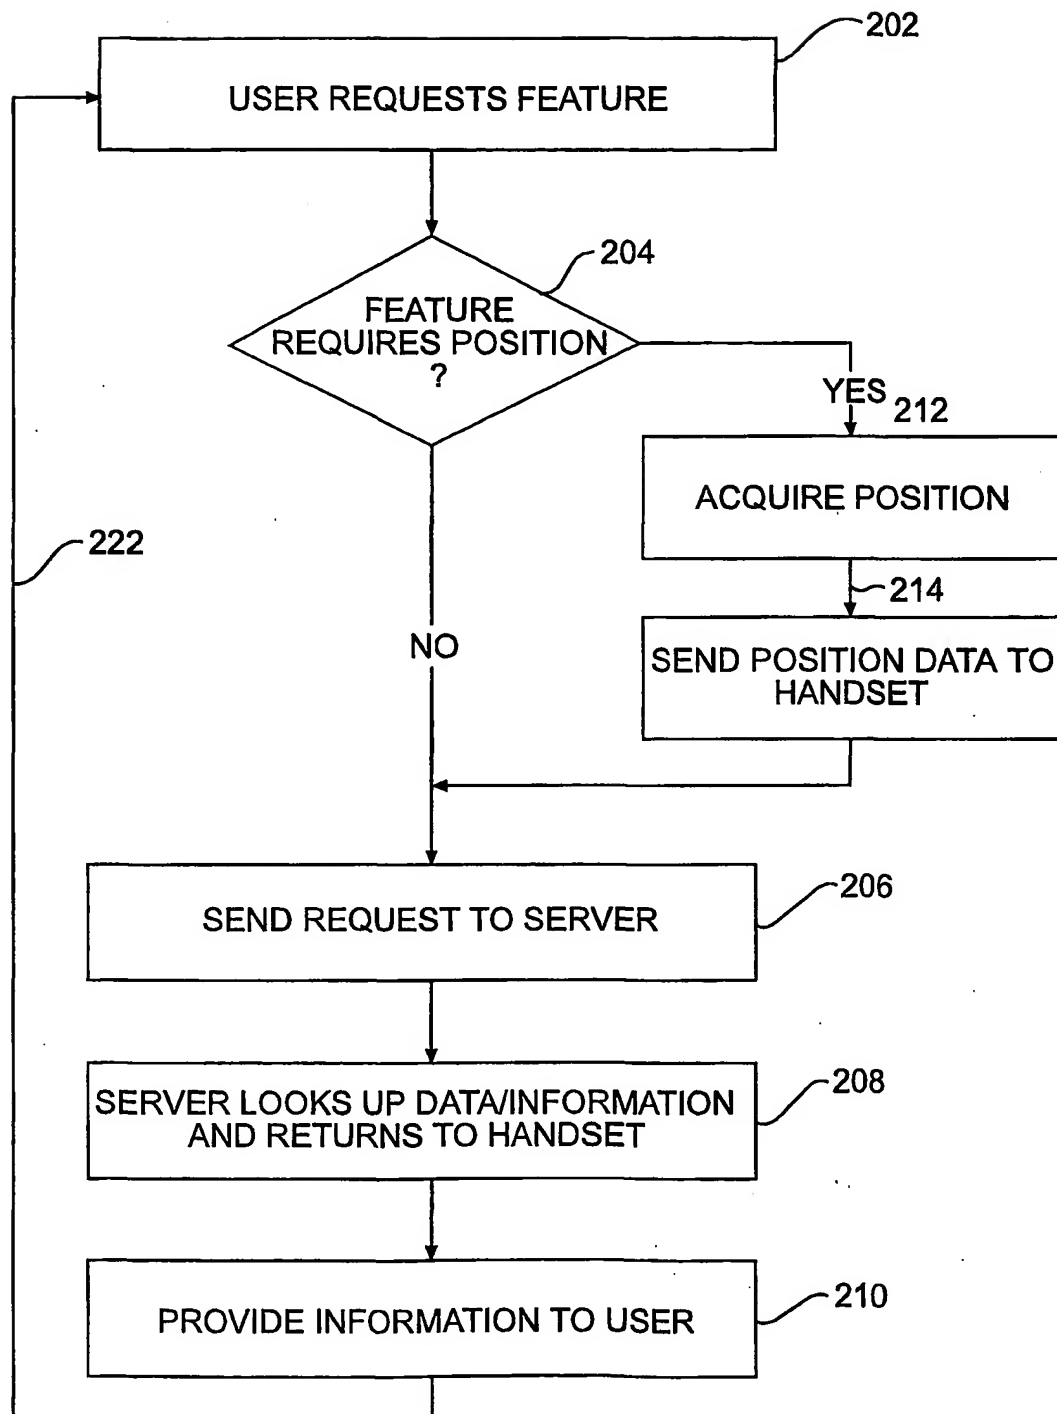 202
USER REQUESTS FEATURE
204
FEATURE
REQUIRES POSITION
?
YES
212
ACQUIRE POSITION
222
214
NO
SEND POSITION DATA TO
HANDSET
206
SEND REQUEST TO SERVER
208
SERVER LOOKS UP DATA/INFORMATION
AND RETURNS TO HANDSET
210
PROVIDE INFORMATION TO USER